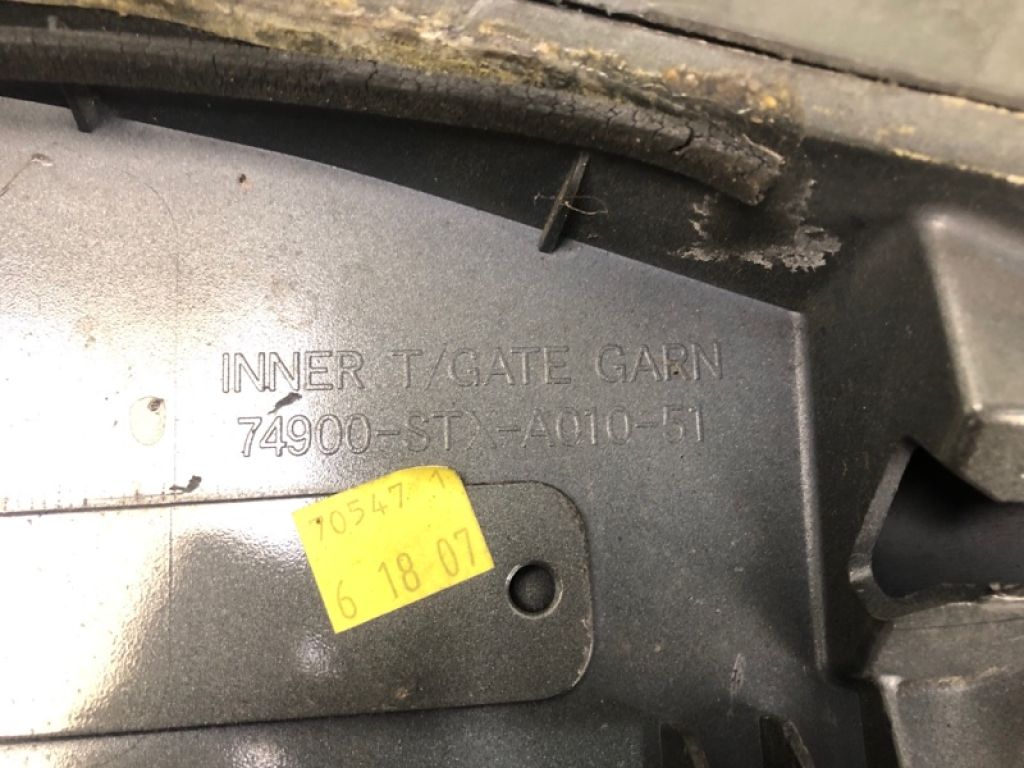 INNER T/GATE GARN
74900-STX-A010-51
70547 1
6 18 07